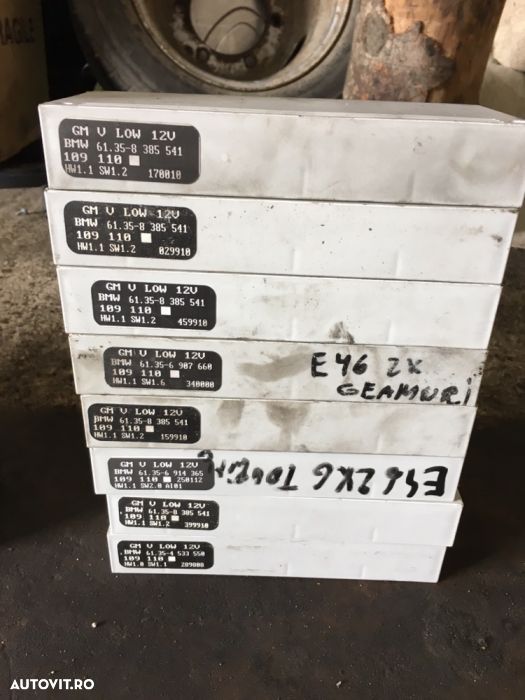 GM V LOW 12V
BMW 61.35-8 385 541
109 110
HW1.1 SW1.2 170010
GM V LOW 12V
BMW 61.35-8 385 541
109 110
HW1.1 SW1.2 029910
GM V LOW 12V
BMW 61.35-8 385 541
109 110
HW1.1 SW1.2 459910
GM V LOW 12V
BMW 61.35-6 907 660
109 110
HW1.1 SW1.6 340000
E46 2X
GEAMURI
GM V LOW 12V
BMW 61.35-8 385 541
109 110
HW1.1 SW1.2 159910
GM V LOW 12V
BMW 61.35-6 914 365
109 110 250112
HW1.1 SW2.0 AI01
E46 2XG
GM V LOW 12V
BMW 61.35-8 385 541
109 110
HW1.1 SW1.2 399910
GM V LOW 12V
BMW 61.35-4 533 550
109 110
HW1.0 SW1.1 289808
AUTOVIT.RO